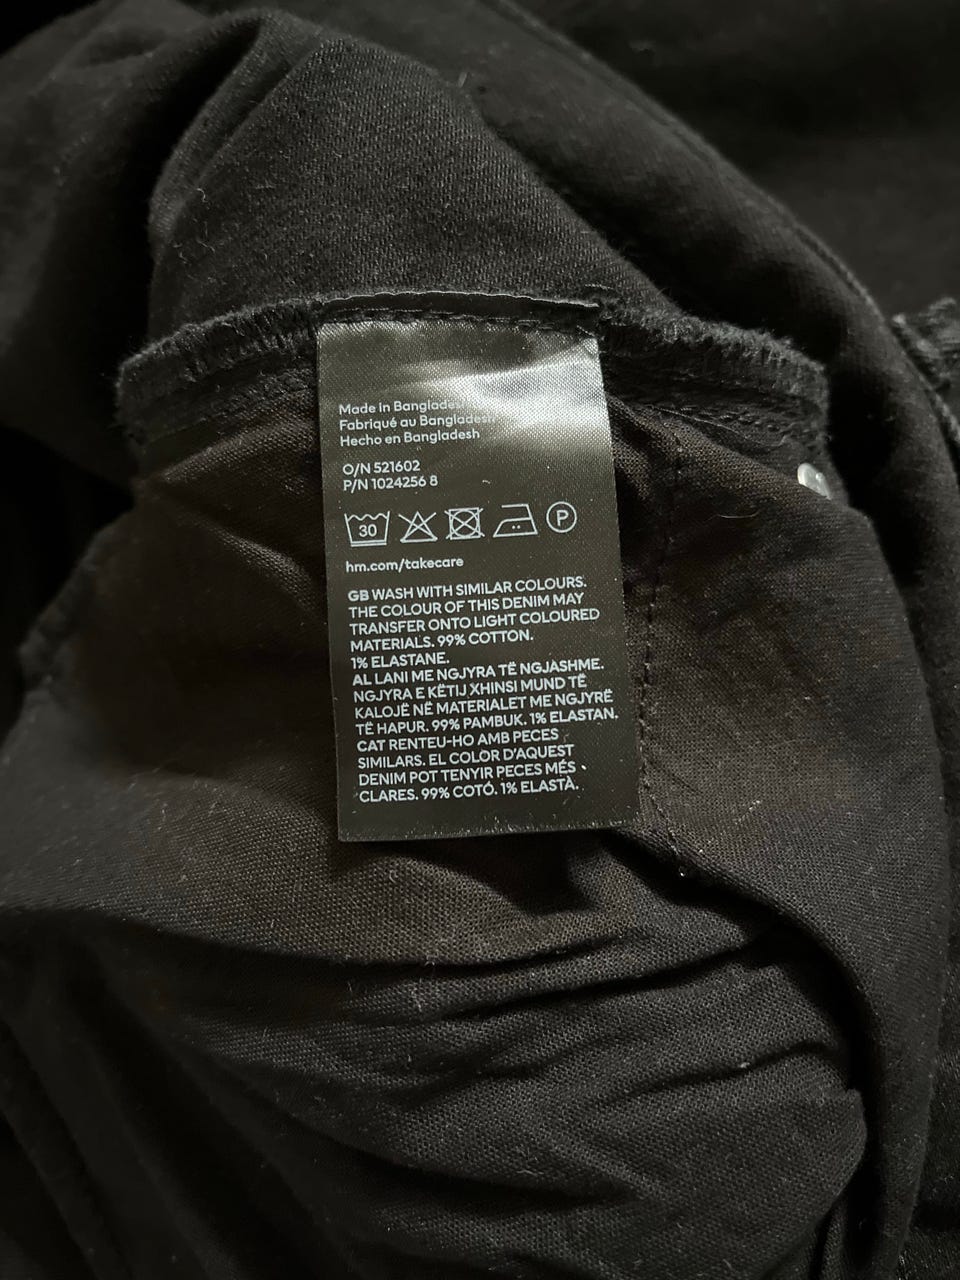 Made in Bangladesh
Fabriqué au Bangladesh
Hecho en Bangladesh
O/N 521602
P/N 1024256 8
30 P
hm.com/takecare
GB WASH WITH SIMILAR COLOURS.
THE COLOUR OF THIS DENIM MAY
TRANSFER ONTO LIGHT COLOURED
MATERIALS. 99% COTTON.
1% ELASTANE.
AL LANI ME NGJYRA TË NGJASHME.
NGJYRA E KËTIJ XHINSI MUND TË
KALOJË NË MATERIALET ME NGJYRË
TË HAPUR. 99% PAMBUK. 1% ELASTAN.
CAT RENTEU-HO AMB PECES
SIMILARS. EL COLOR D'AQUEST
DENIM POT TENYIR PECES MÉS
CLARES. 99% COTÓ. 1% ELASTÀ.